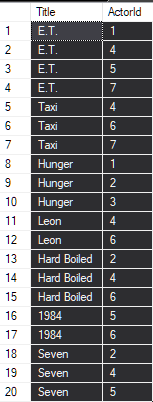 Title ActorId
1 E.T. 1
2 E.T. 4
3 E.T. 5
4 E.T. 7
5 Taxi 4
6 Taxi 6
7 Taxi 7
8 Hunger 1
9 Hunger 2
10 Hunger 3
11 Leon 4
12 Leon 6
13 Hard Boiled 2
14 Hard Boiled 4
15 Hard Boiled 6
16 1984 5
17 1984 6
18 Seven 2
19 Seven 4
20 Seven 5